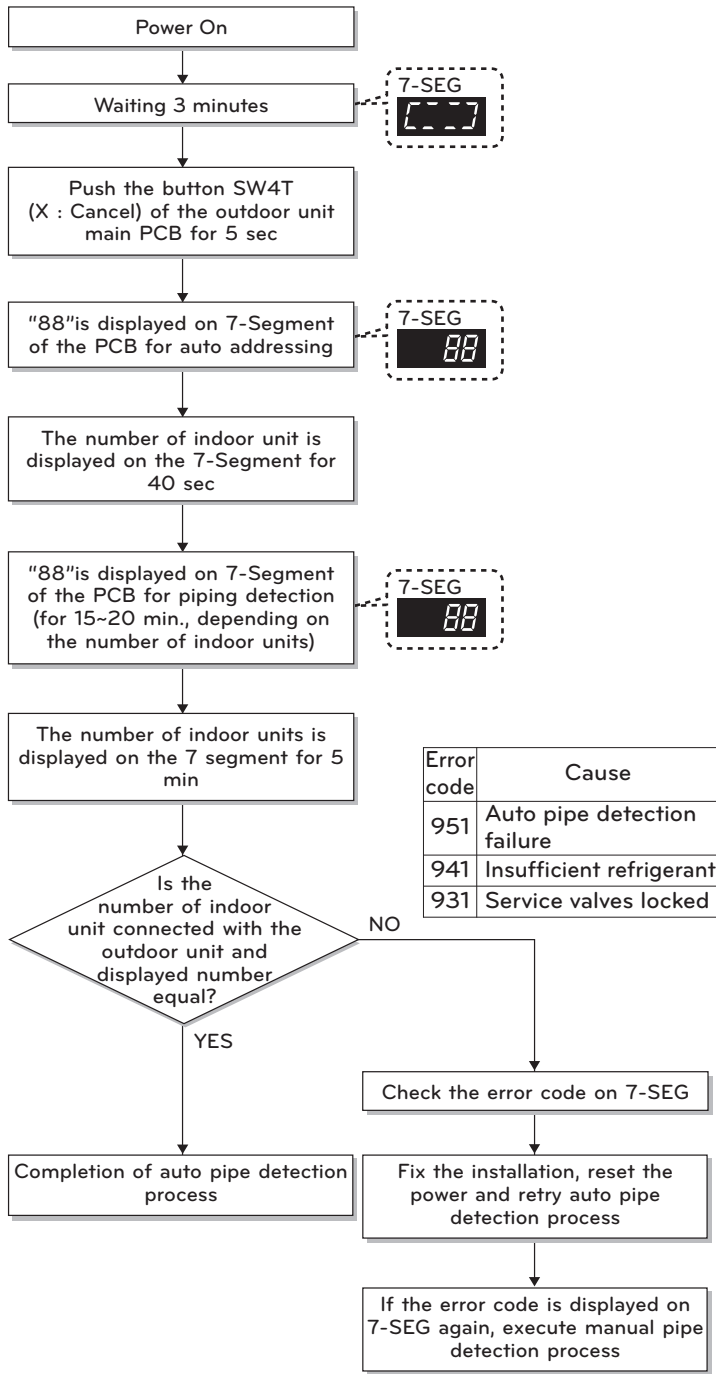 Power On
Waiting 3 minutes
7-SEG
Push the button SW4T
(X : Cancel) of the outdoor unit
main PCB for 5 sec
“88”is displayed on 7-Segment
of the PCB for auto addressing
7-SEG
88
The number of indoor unit is
displayed on the 7-Segment for
40 sec
“88”is displayed on 7-Segment
of the PCB for piping detection
(for 15~20 min., depending on
the number of indoor units)
7-SEG
88
The number of indoor units is
displayed on the 7 segment for 5
min
Error
code
Cause
951
Auto pipe detection
failure
941
Insufficient refrigerant
931
Service valves locked
Is the
number of indoor
unit connected with the
outdoor unit and
displayed number
equal?
NO
YES
Check the error code on 7-SEG
Completion of auto pipe detection
process
Fix the installation, reset the
power and retry auto pipe
detection process
If the error code is displayed on
7-SEG again, execute manual pipe
detection process